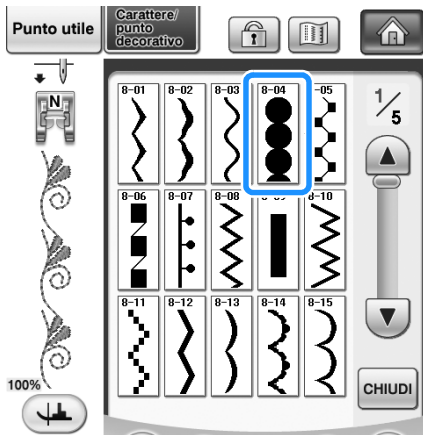 Punto utile
Carattere/
punto
decorativo
N
8-01 8-02 8-03 8-04 -05
1/5
8-06 8-07 8-08 8-10
8-11 8-12 8-13 8-14 8-15
100%
CHIUDI